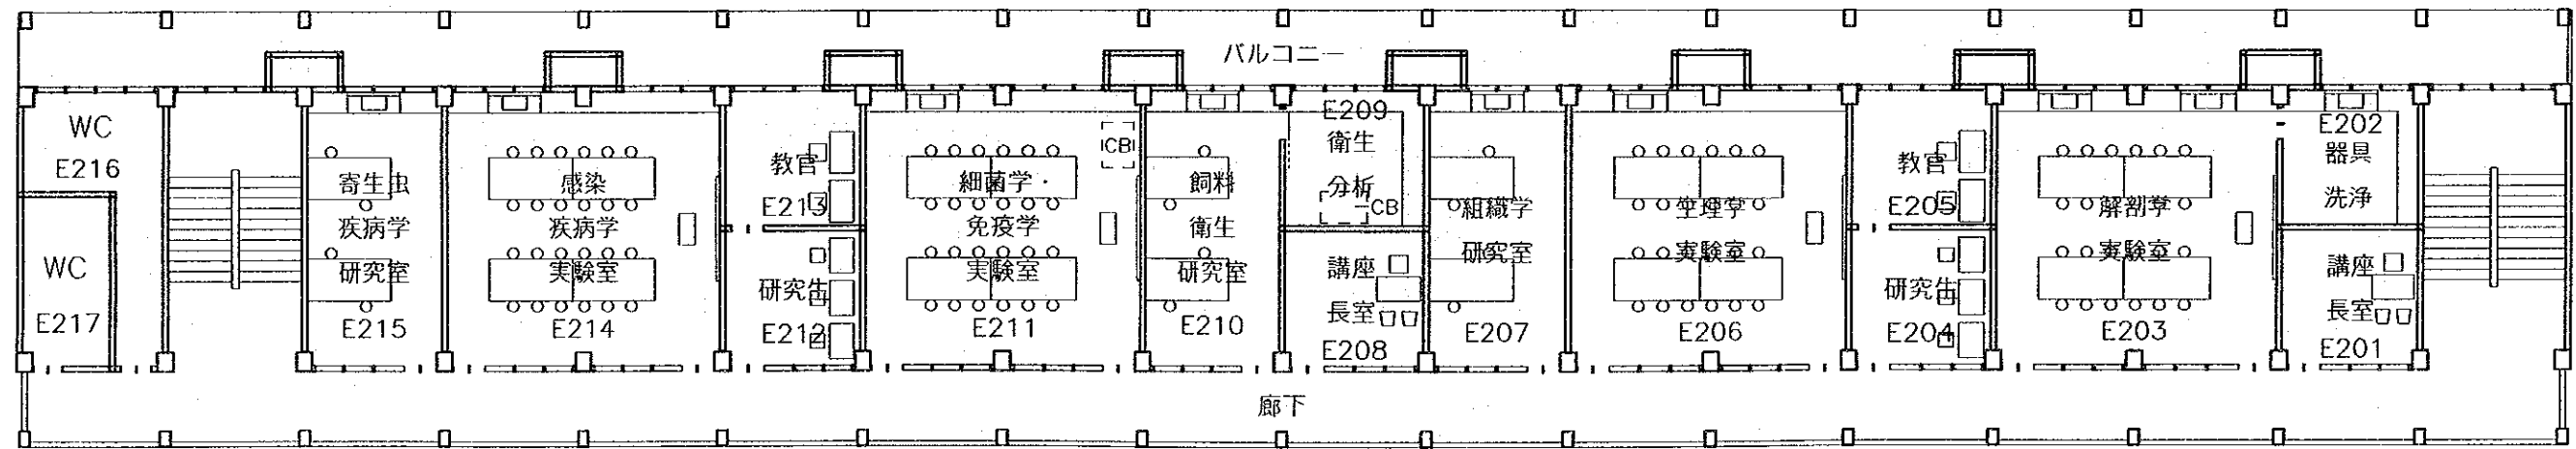 バルコニー
WC
E216
WC
E217
寄生虫
疾病学
研究室
E215
感染
疾病学
実験室
E214
教官
E213
研究生
E212
CB
細菌学・
免疫学
実験室
E211
飼料
衛生
研究室
E210
E209
衛生
分析
CB
講座
長室
E208
組織学
研究室
E207
生理学
実験室
E206
教官
E205
研究生
E204
解剖学
実験室
E203
E202
器具
洗浄
講座
長室
E201
廊下